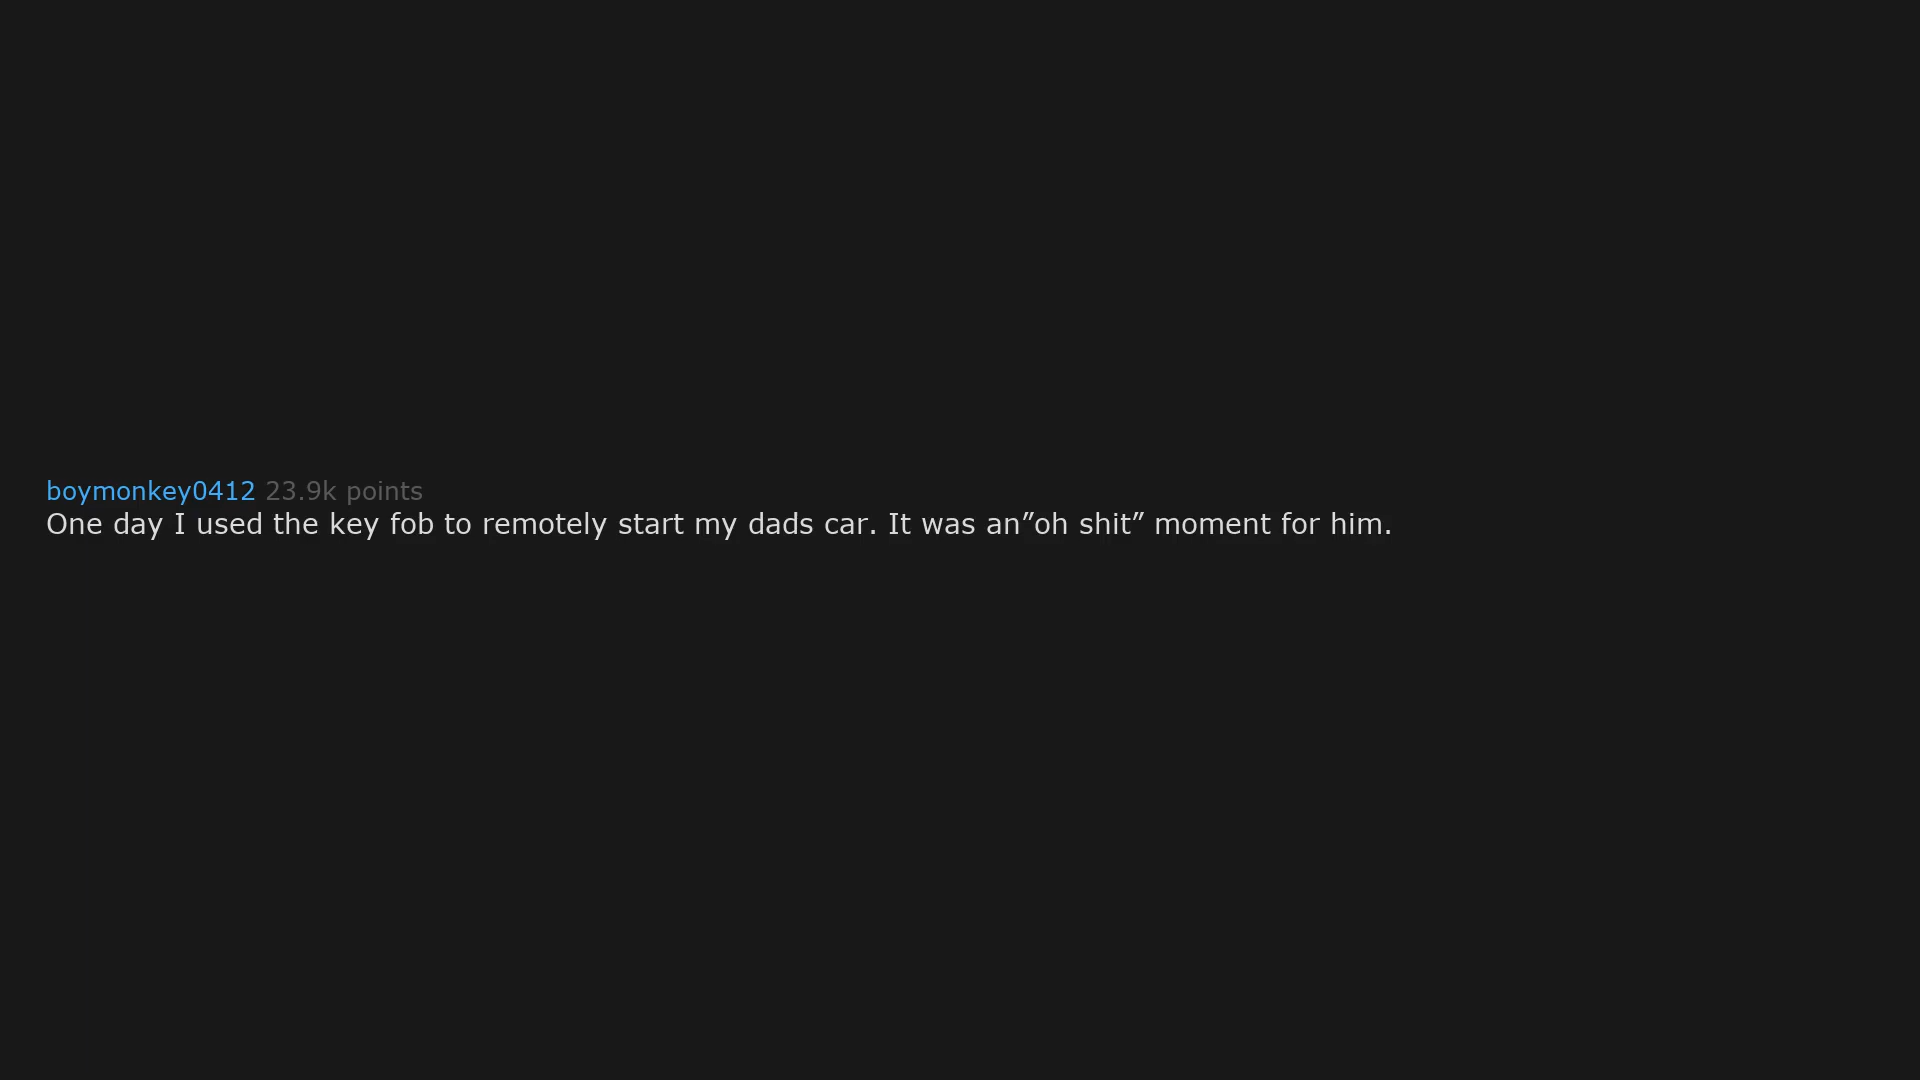 boymonkey0412 23.9k points
One day I used the key fob to remotely start my dads car. It was an”oh shit” moment for him.